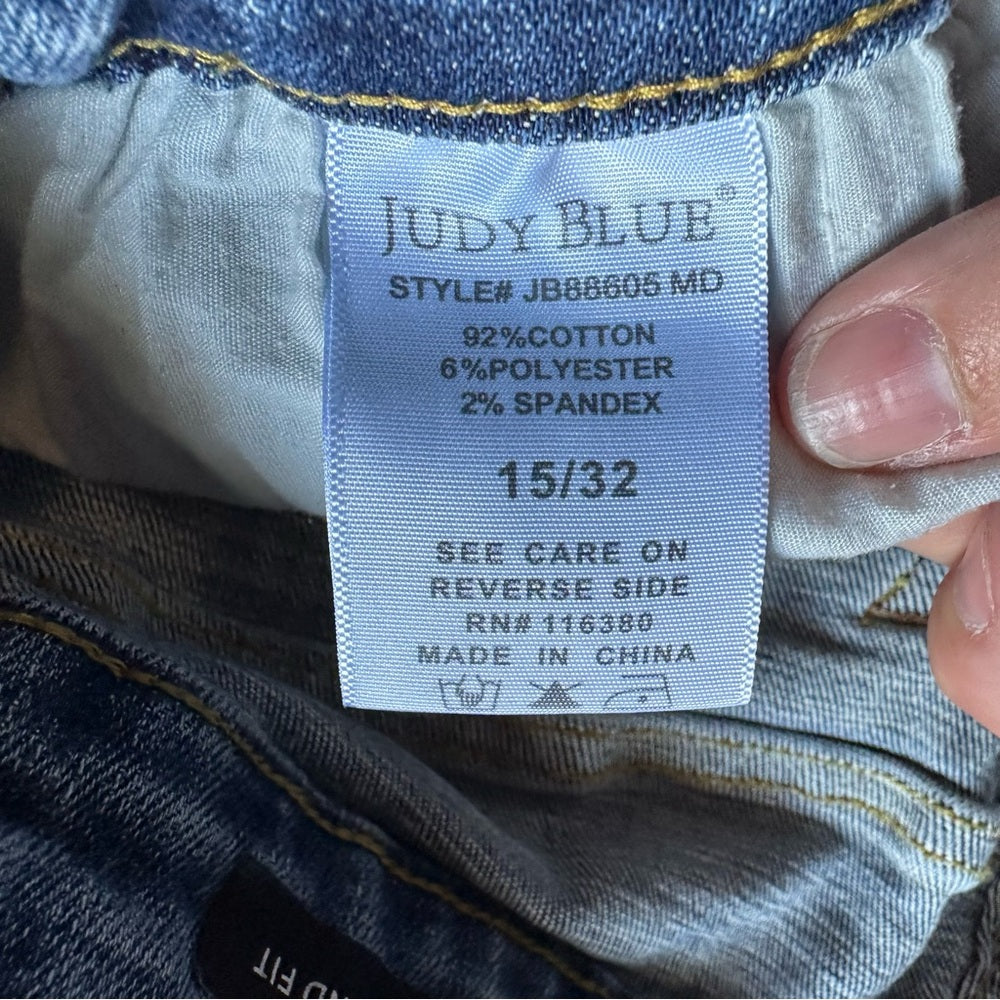 JUDY BLUE®
STYLE# JB88605 MD
92%COTTON
6%POLYESTER
2% SPANDEX
15/32
SEE CARE ON
REVERSE SIDE
RN# 116380
MADE IN CHINA
FIT